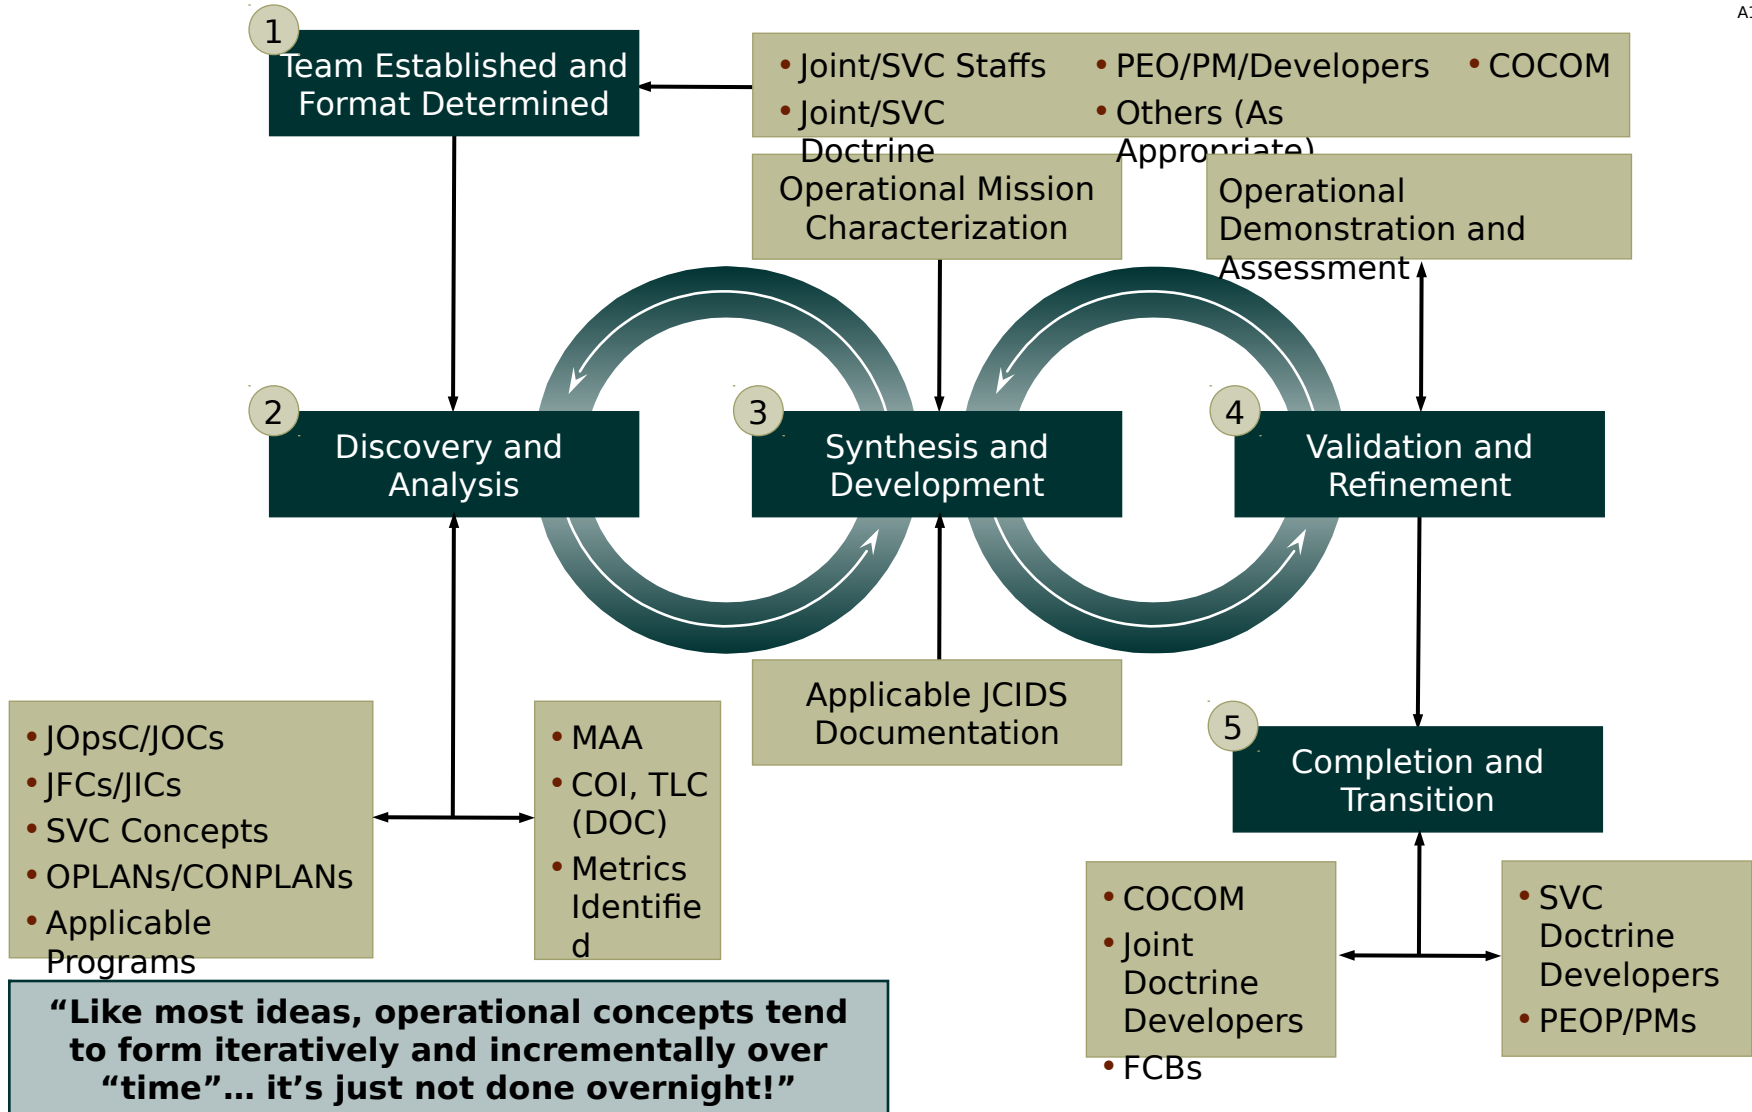 A1
1
Team Established and
Format Determined
• Joint/SVC Staffs
• Joint/SVC
Doctrine
• PEO/PM/Developers
• Others (As
Appropriate)
• COCOM
Operational Mission
Characterization
Operational
Demonstration and
Assessment
2
Discovery and
Analysis
3
Synthesis and
Development
4
Validation and
Refinement
Applicable JCIDS
Documentation
• JOpsC/JOCs
• JFCs/JICs
• SVC Concepts
• OPLANs/CONPLANs
• Applicable
Programs
• MAA
• COI, TLC
(DOC)
• Metrics
Identifie
d
5
Completion and
Transition
• COCOM
• Joint
Doctrine
Developers
• FCBs
• SVC
Doctrine
Developers
• PEOP/PMs
“Like most ideas, operational concepts tend
to form iteratively and incrementally over
“time”… it’s just not done overnight!”